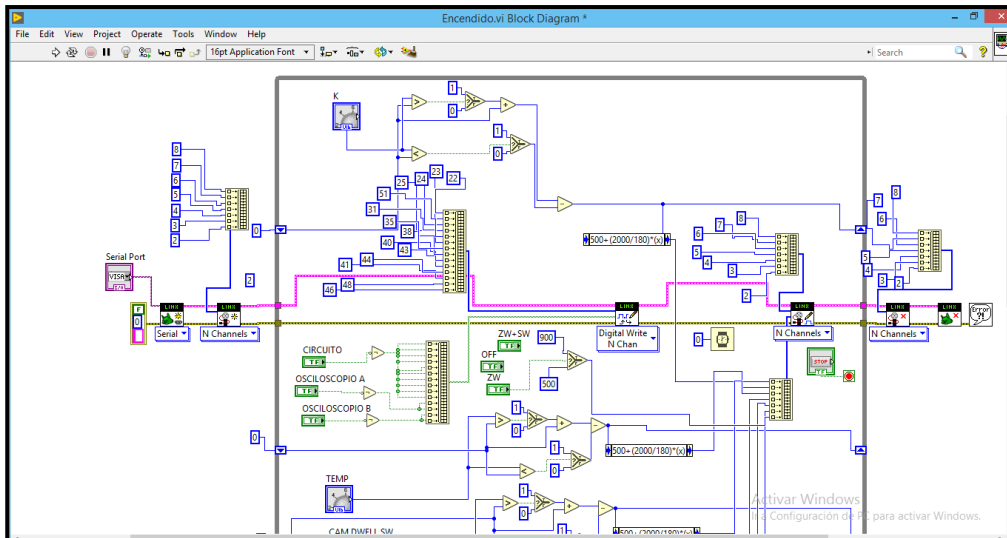 Encendido.vi Block Diagram *
File Edit View Project Operate Tools Window Help
16pt Application Font
Search
K
1
0
1
0
8
7
6
5
4
3
2
25
24
23
22
51
31
35
38
40
43
41
44
46
48
0
500+(2000/180)*(x)
8
7
6
5
4
3
2
8
7
6
5
4
3
2
Serial Port
VISA
2
F
0
LINX
Serial
LINX
N Channels
LINX
Digital Write
N Chan
LINX
N Channels
LINX
N Channels
LINX
Error
CIRCUITO
TF
OSCILOSCOPIO A
TF
OSCILOSCOPIO B
TF
ZW+SW
TF
OFF
TF
ZW
TF
900
500
0
STOP
TF
0
1
0
1
0
500+(2000/180)*(x)
TEMP
1
0
1
CAM DWELL SW
500+(2000/180)*(x)
Activar Windows
Ir a Configuración de PC para activar Windows.